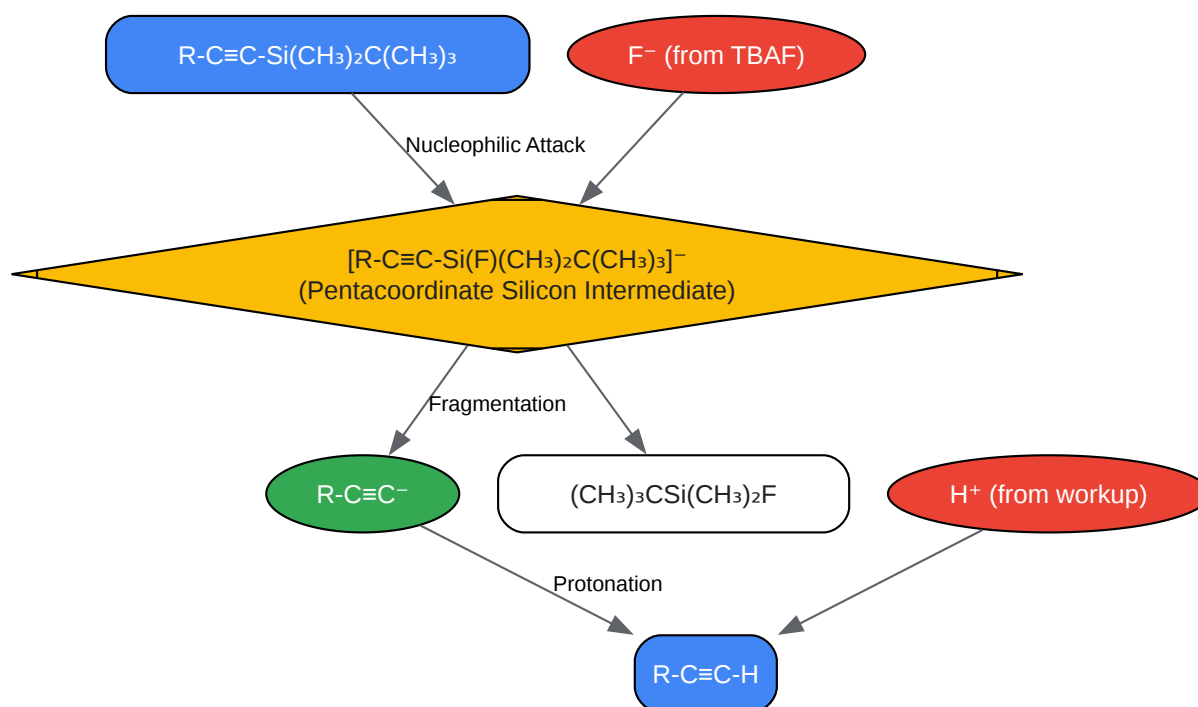 R-C≡C-Si(CH₃)₂C(CH₃)₃
F⁻ (from TBAF)
Nucleophilic Attack
[R-C≡C-Si(F)(CH₃)₂C(CH₃)₃]⁻
(Pentacoordinate Silicon Intermediate)
Fragmentation
R-C≡C⁻
(CH₃)₃CSi(CH₃)₂F
H⁺ (from workup)
Protonation
R-C≡C-H